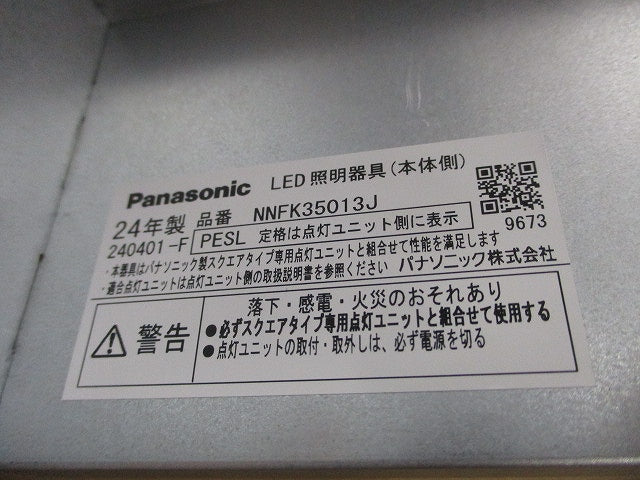 Panasonic LED 照明器具(本体側)
24年製 品番 NNFK35013J
240401-F PESL 定格は点灯ユニット側に表示 9673
・本器具はパナソニック製スクエアタイプ専用点灯ユニットと組合せて性能を満足します
・適合点灯ユニットは点灯ユニット側の取扱説明書を参照ください パナソニック株式会社
警告
落下・感電・火災のおそれあり
●必ずスクエアタイプ専用点灯ユニットと組合せて使用する
●点灯ユニットの取付・取外しは、必ず電源を切る